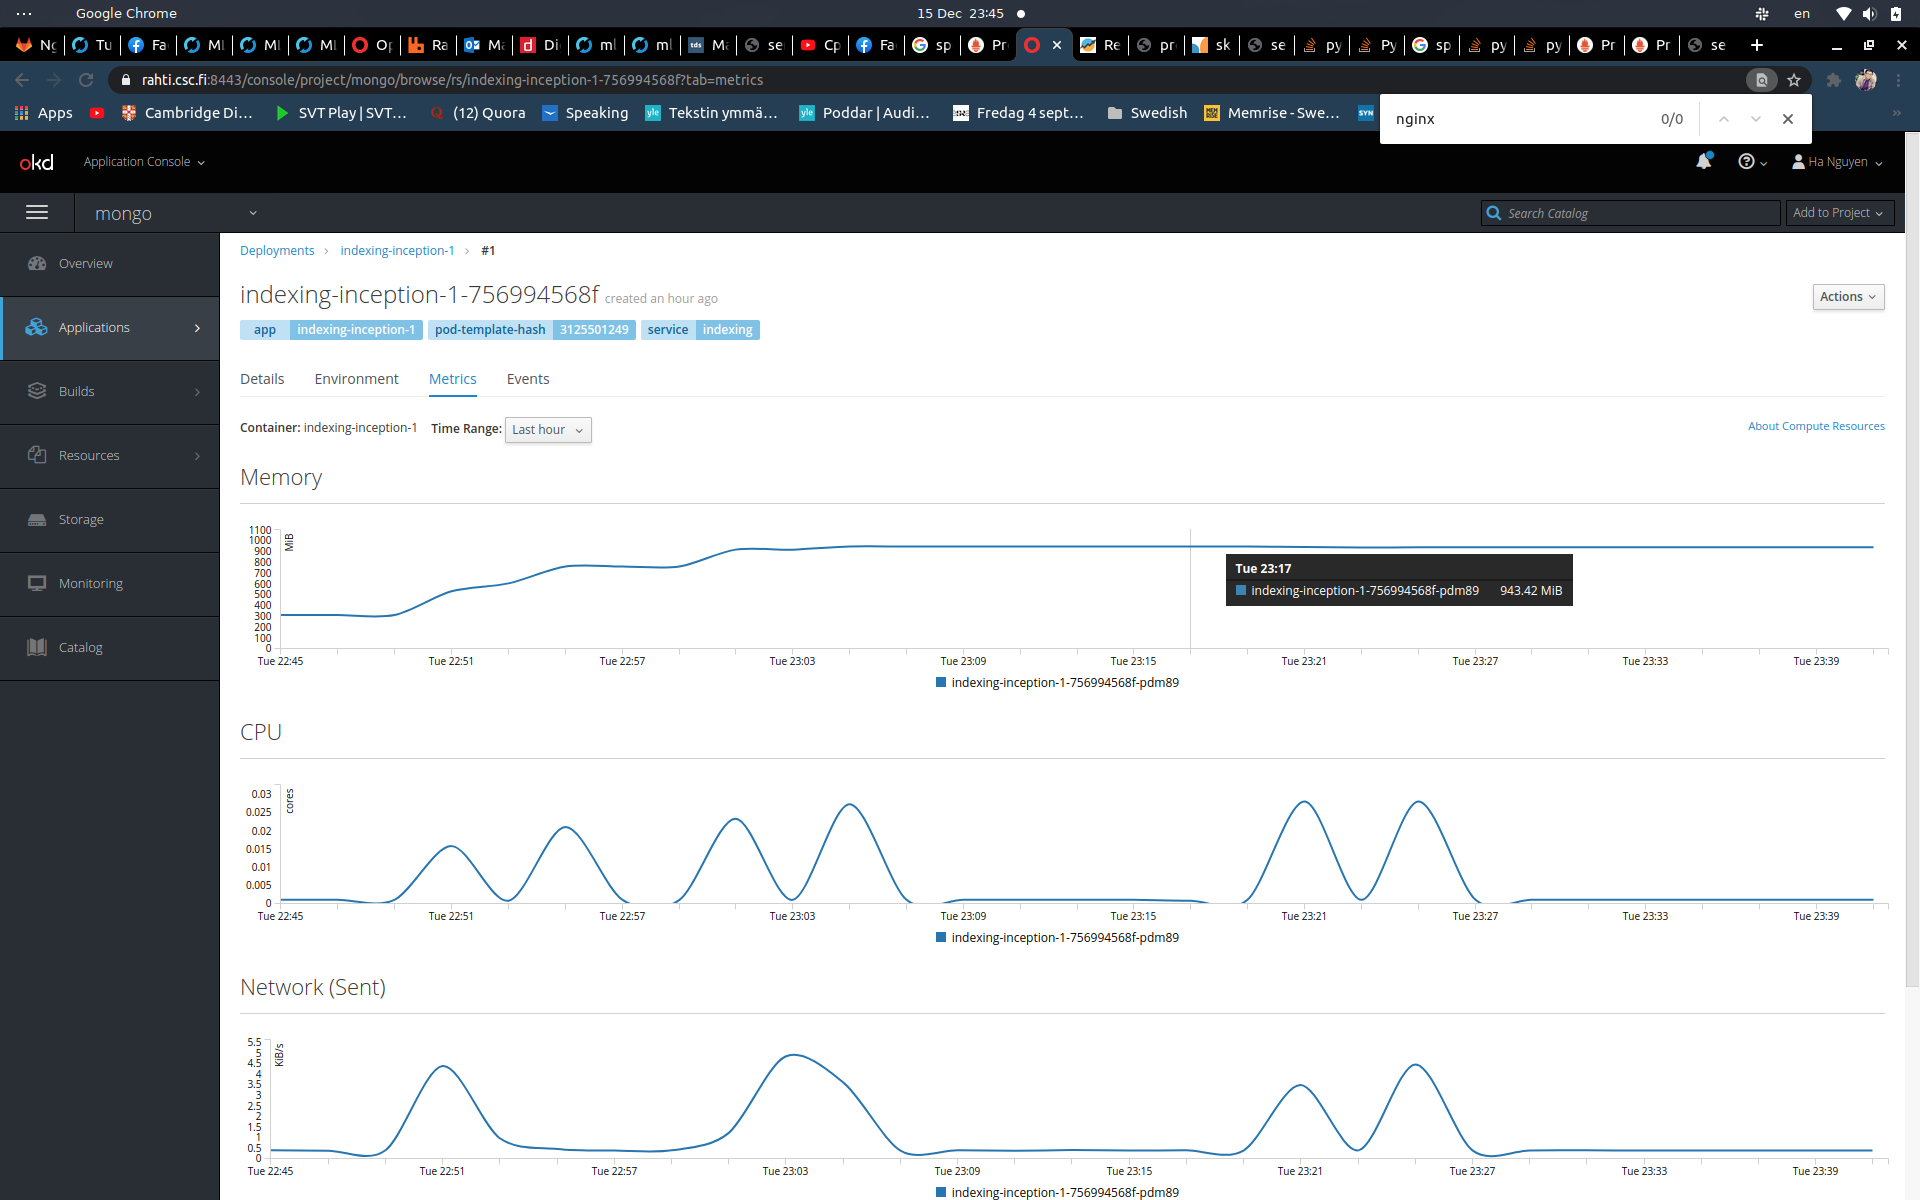 Google Chrome
15 Dec 23:45
en
Ng
Tu
Fa
Ml
Ml
Ml
Op
Ra
Ma
Di
ml
ml
tds
Ma
se
Cp
Fa
sp
Pr
Re
pr
sk
se
py
Py
sp
py
py
Pr
Pr
se
rahti.csc.fi:8443/console/project/mongo/browse/rs/indexing-inception-1-756994568f?tab=metrics
Apps
Cambridge Di...
SVT Play | SVT...
(12) Quora
Speaking
yle
Tekstin ymmä...
yle
Poddar | Audi...
Fredag 4 sept...
Swedish
Memrise - Swe...
SYN
nginx
0/0
okd
Application Console
Ha Nguyen
mongo
Search Catalog
Add to Project
Overview
Applications
Builds
Resources
Storage
Monitoring
Catalog
Deployments
indexing-inception-1
#1
indexing-inception-1-756994568f created an hour ago
Actions
app indexing-inception-1
pod-template-hash 3125501249
service indexing
Details
Environment
Metrics
Events
Container: indexing-inception-1
Time Range: Last hour
About Compute Resources
Memory
1100
1000
900
800
700
600
500
400
300
200
100
0
MiB
Tue 23:17
indexing-inception-1-756994568f-pdm89 943.42 MiB
Tue 22:45
Tue 22:51
Tue 22:57
Tue 23:03
Tue 23:09
Tue 23:15
Tue 23:21
Tue 23:27
Tue 23:33
Tue 23:39
indexing-inception-1-756994568f-pdm89
CPU
0.03
0.025
0.02
0.015
0.01
0.005
0
cores
Tue 22:45
Tue 22:51
Tue 22:57
Tue 23:03
Tue 23:09
Tue 23:15
Tue 23:21
Tue 23:27
Tue 23:33
Tue 23:39
indexing-inception-1-756994568f-pdm89
Network (Sent)
5.5
5
4.5
4
3.5
3
2.5
2
1.5
1
0.5
0
KiB/s
Tue 22:45
Tue 22:51
Tue 22:57
Tue 23:03
Tue 23:09
Tue 23:15
Tue 23:21
Tue 23:27
Tue 23:33
Tue 23:39
indexing-inception-1-756994568f-pdm89